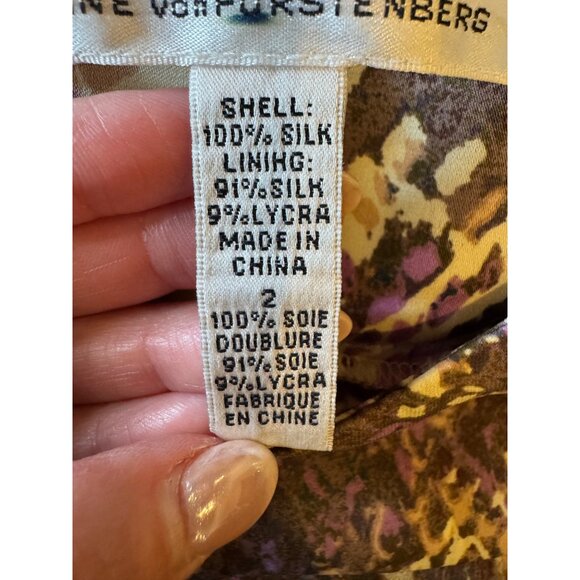 NE Von FÜRSTENBERG
SHELL:
100% SILK
LINIHG:
91% SILK
9% LYCRA
MADE IN
CHINA
2
100% SOIE
DOUBLURE
91% SOIE
9% LYCRA
FABRIQUE
EN CHINE